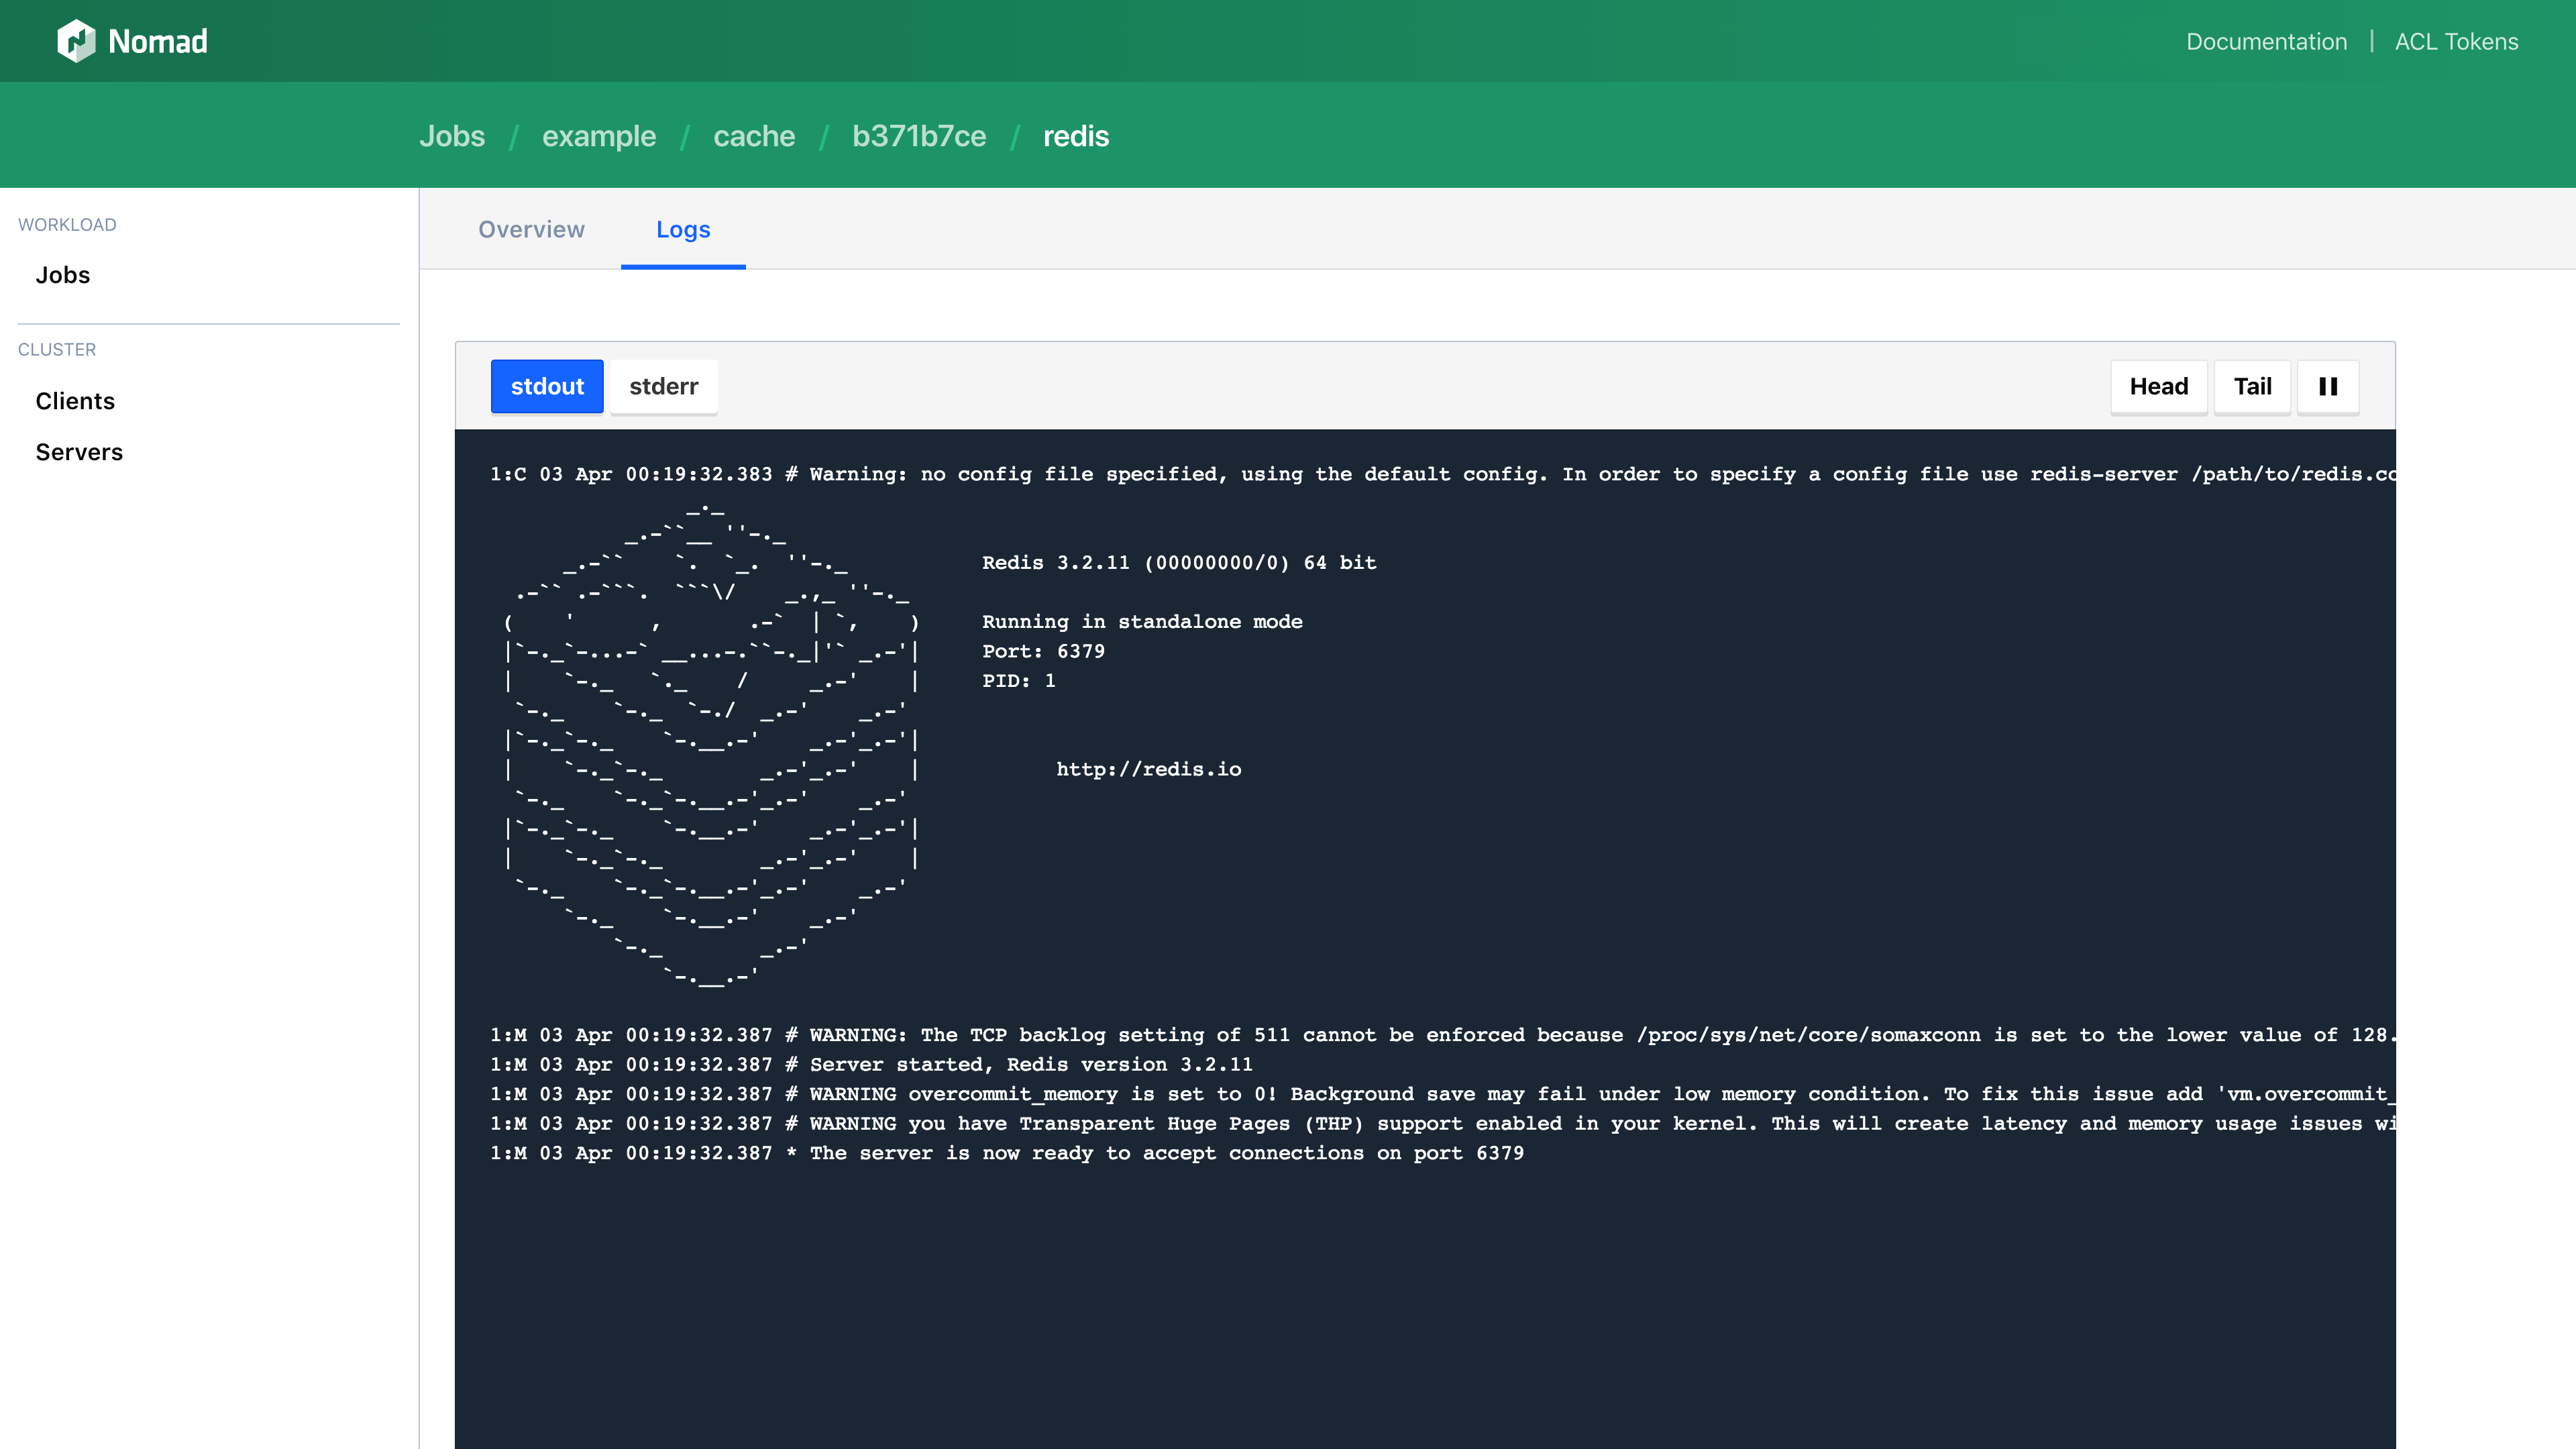 Nomad
Documentation | ACL Tokens
Jobs / example / cache / b371b7ce / redis
WORKLOAD
Jobs
CLUSTER
Clients
Servers
Overview Logs
stdout stderr Head Tail
1:C 03 Apr 00:19:32.383 # Warning: no config file specified, using the default config. In order to specify a config file use redis-server /path/to/redis.co
Redis 3.2.11 (00000000/0) 64 bit
Running in standalone mode
Port: 6379
PID: 1
http://redis.io
1:M 03 Apr 00:19:32.387 # WARNING: The TCP backlog setting of 511 cannot be enforced because /proc/sys/net/core/somaxconn is set to the lower value of 128.
1:M 03 Apr 00:19:32.387 # Server started, Redis version 3.2.11
1:M 03 Apr 00:19:32.387 # WARNING overcommit_memory is set to 0! Background save may fail under low memory condition. To fix this issue add 'vm.overcommit_
1:M 03 Apr 00:19:32.387 # WARNING you have Transparent Huge Pages (THP) support enabled in your kernel. This will create latency and memory usage issues wi
1:M 03 Apr 00:19:32.387 * The server is now ready to accept connections on port 6379